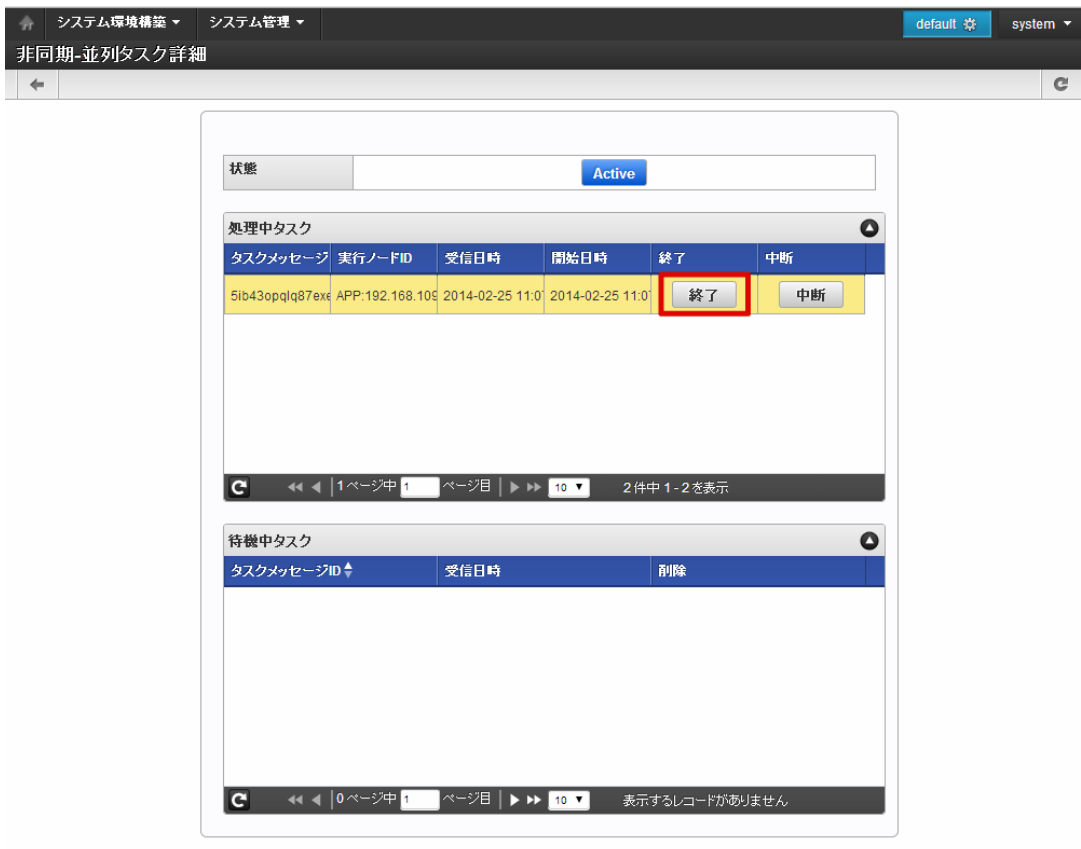 システム環境構築 ▼ システム管理 ▼ default system ▼
非同期-並列タスク詳細
状態 Active
処理中タスク
タスクメッセージ 実行ノードID 受信日時 開始日時 終了 中断
5ib43opqlq87exe APP:192.168.109 2014-02-25 11:07 2014-02-25 11:07 終了 中断
1 ページ中 1 ページ目 10 ▼ 2 件中 1 - 2 を表示
待機中タスク
タスクメッセージID 受信日時 削除
0 ページ中 1 ページ目 10 ▼ 表示するレコードがありません